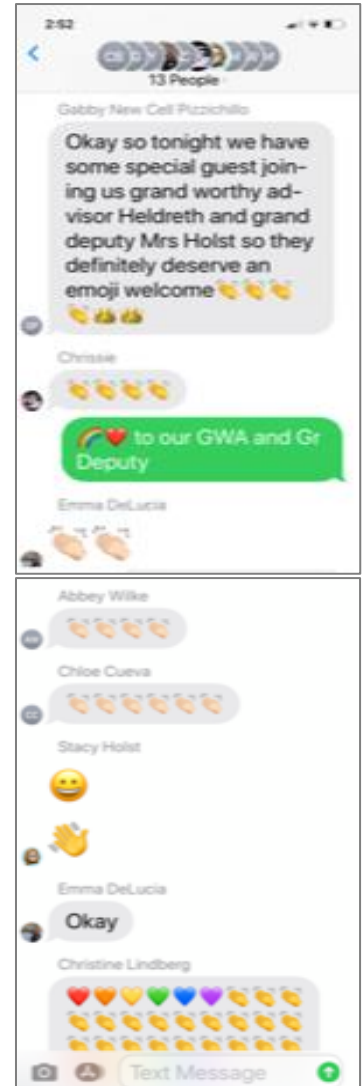 2:52
13 People
Gabby New Cell Pizzichillo
Okay so tonight we have
some special guest join-
ing us grand worthy ad-
visor Heldreth and grand
deputy Mrs Holst so they
definitely deserve an
emoji welcome👏👏👏
👏🙌🙌
Chrissie
👏👏👏👏
🌈❤️ to our GWA and Gr
Deputy
Emma DeLucia
👏🏻👏🏻
Abbey Wilke
AW
👏🏻👏🏻👏🏻👏🏻
Chloe Cueva
CC
👏🏻👏🏻👏🏻👏🏻👏🏻👏🏻
Stacy Holst
😀
👋
Emma DeLucia
Okay
Christine Lindberg
❤️🧡💛💚💙💜👏👏👏
👏👏👏👏👏👏👏👏👏
👏👏👏👏👏👏👏👏👏
Text Message